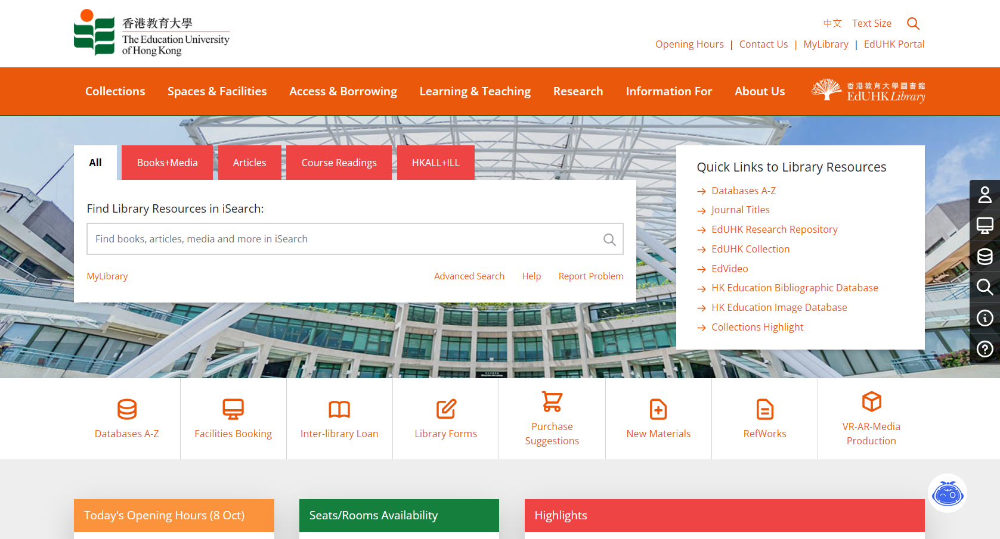 香港教育大學
The Education University
of Hong Kong
中文 Text Size
Opening Hours | Contact Us | MyLibrary | EdUHK Portal
Collections Spaces & Facilities Access & Borrowing Learning & Teaching Research Information For About Us
香港教育大學圖書館
EdUHK Library
All Books+Media Articles Course Readings HKALL+ILL
Find Library Resources in iSearch:
Find books, articles, media and more in iSearch
MyLibrary Advanced Search Help Report Problem
Quick Links to Library Resources
Databases A-Z
Journal Titles
EdUHK Research Repository
EdUHK Collection
EdVideo
HK Education Bibliographic Database
HK Education Image Database
Collections Highlight
Databases A-Z
Facilities Booking
Inter-library Loan
Library Forms
Purchase
Suggestions
New Materials
RefWorks
VR-AR-Media
Production
Today's Opening Hours (8 Oct)
Seats/Rooms Availability
Highlights